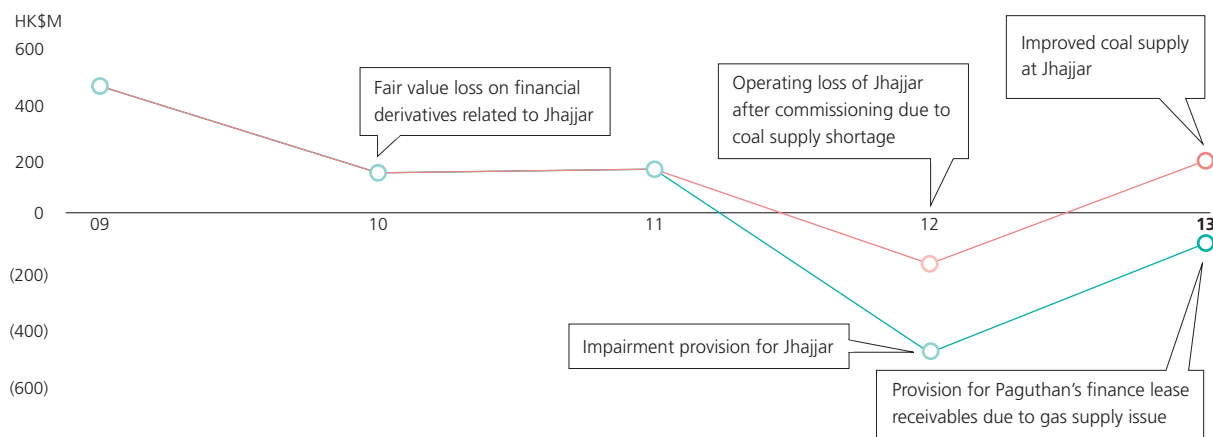 HK$M
600
400
200
0
(200)
(400)
(600)
09
10
11
12
13
Fair value loss on financial
derivatives related to Jhajjar
Operating loss of Jhajjar
after commissioning due to
coal supply shortage
Improved coal supply
at Jhajjar
Impairment provision for Jhajjar
Provision for Paguthan’s finance lease
receivables due to gas supply issue